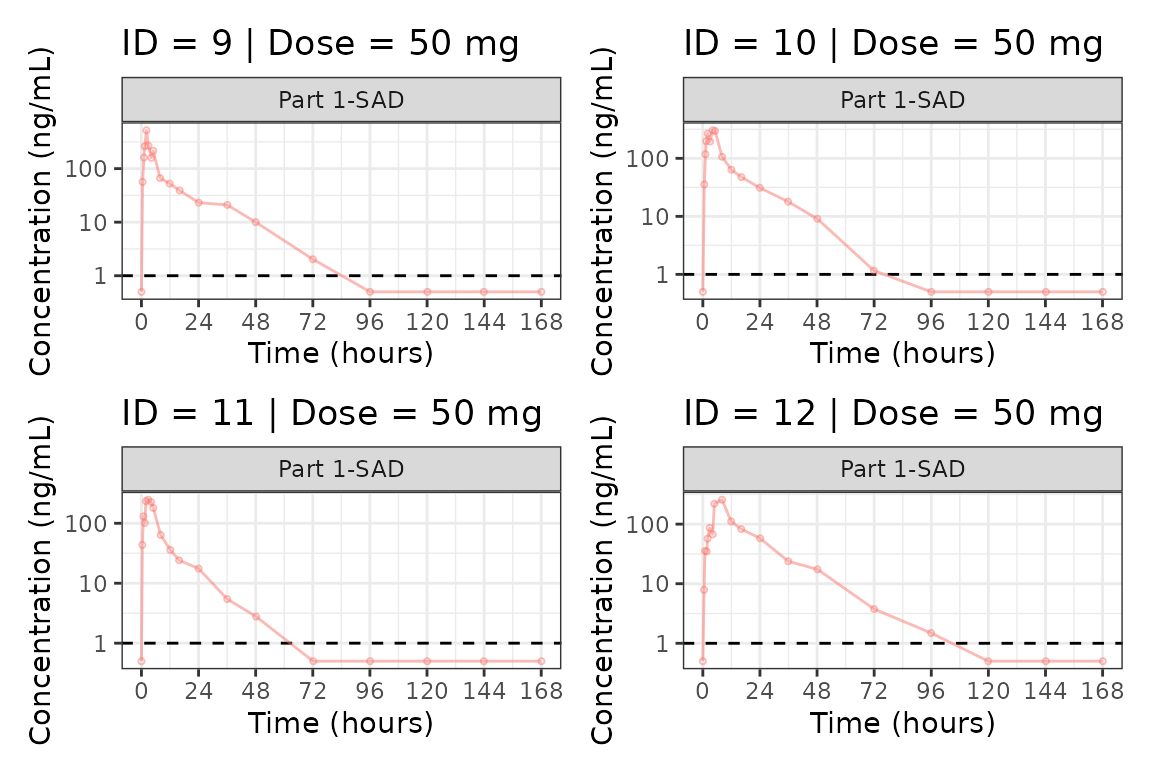 ID = 9 | Dose = 50 mg
Part 1-SAD
Concentration (ng/mL)
100
10
1
0 24 48 72 96 120 144 168
Time (hours)
ID = 10 | Dose = 50 mg
Part 1-SAD
Concentration (ng/mL)
100
10
1
0 24 48 72 96 120 144 168
Time (hours)
ID = 11 | Dose = 50 mg
Part 1-SAD
Concentration (ng/mL)
100
10
1
0 24 48 72 96 120 144 168
Time (hours)
ID = 12 | Dose = 50 mg
Part 1-SAD
Concentration (ng/mL)
100
10
1
0 24 48 72 96 120 144 168
Time (hours)